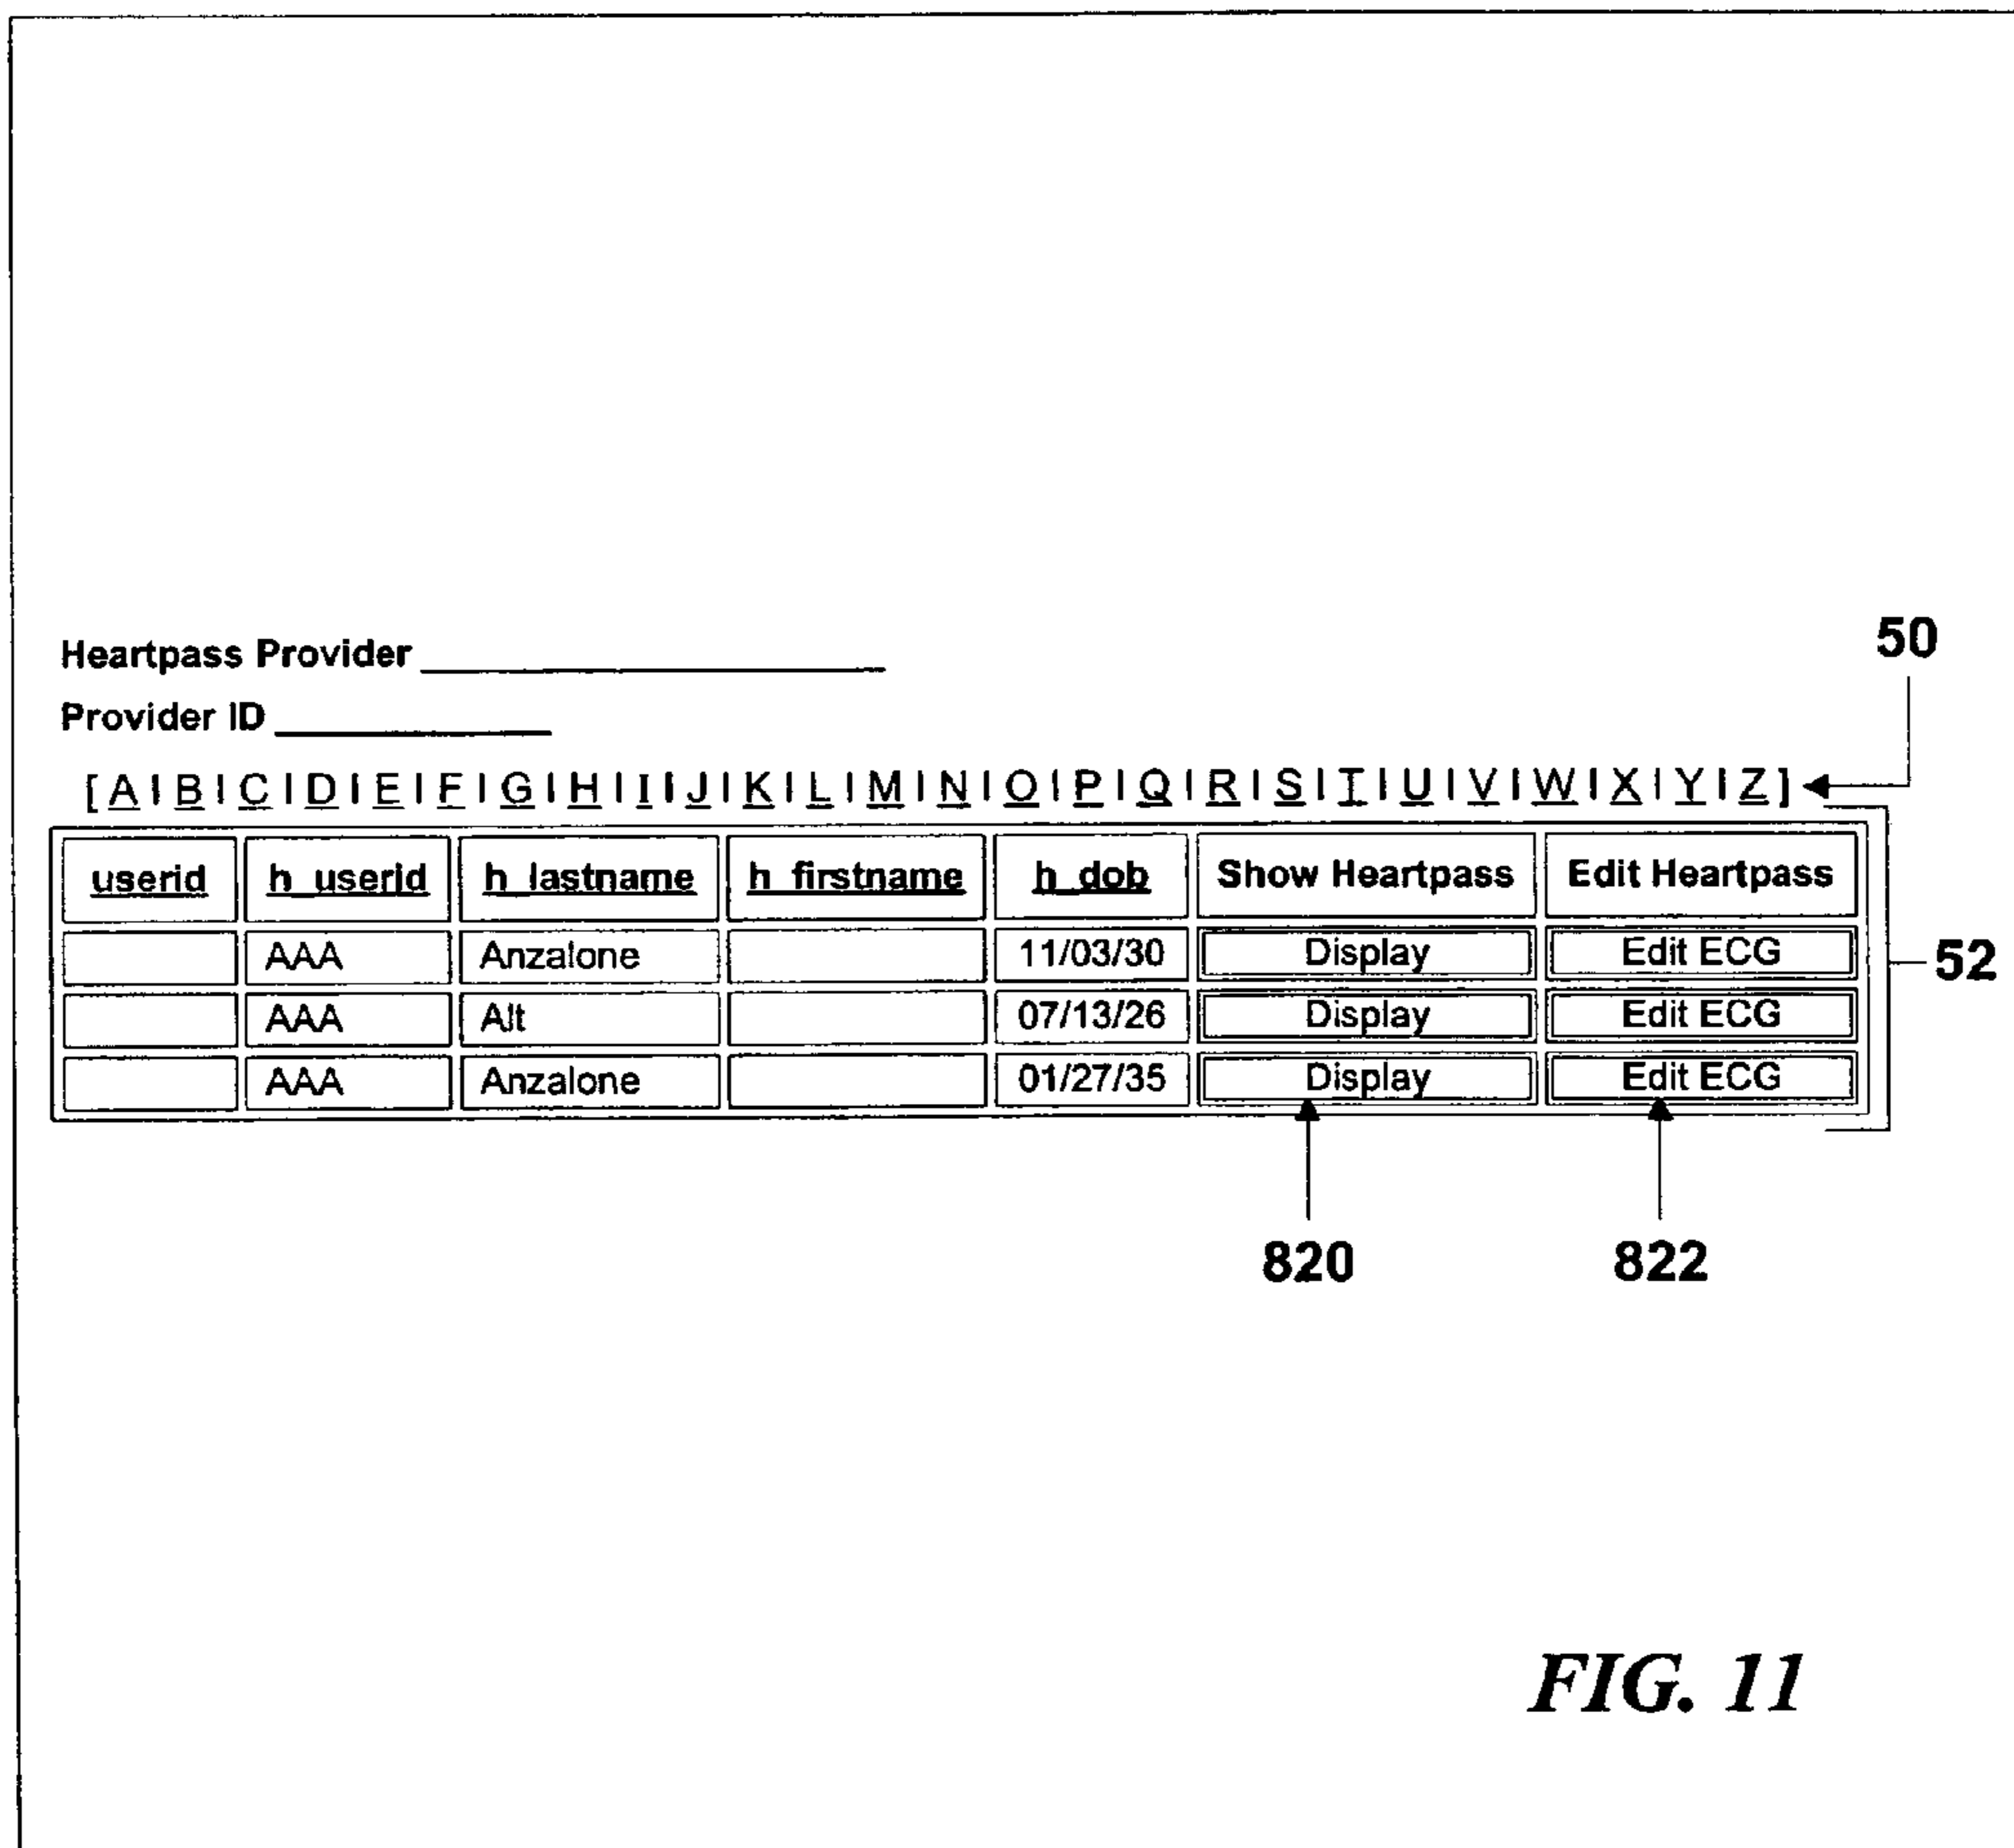 50
Heartpass Provider
Provider ID
[A|B|C|D|E|F|G|H|I|J|K|L|M|N|O|P|Q|R|S|T|U|V|W|X|Y|Z]
userid h_userid h_lastname h_firstname h_dob Show Heartpass Edit Heartpass
AAA Anzalone 11/03/30 Display Edit ECG
52
AAA Alt 07/13/26 Display Edit ECG
AAA Anzalone 01/27/35 Display Edit ECG
820 822
FIG. 11